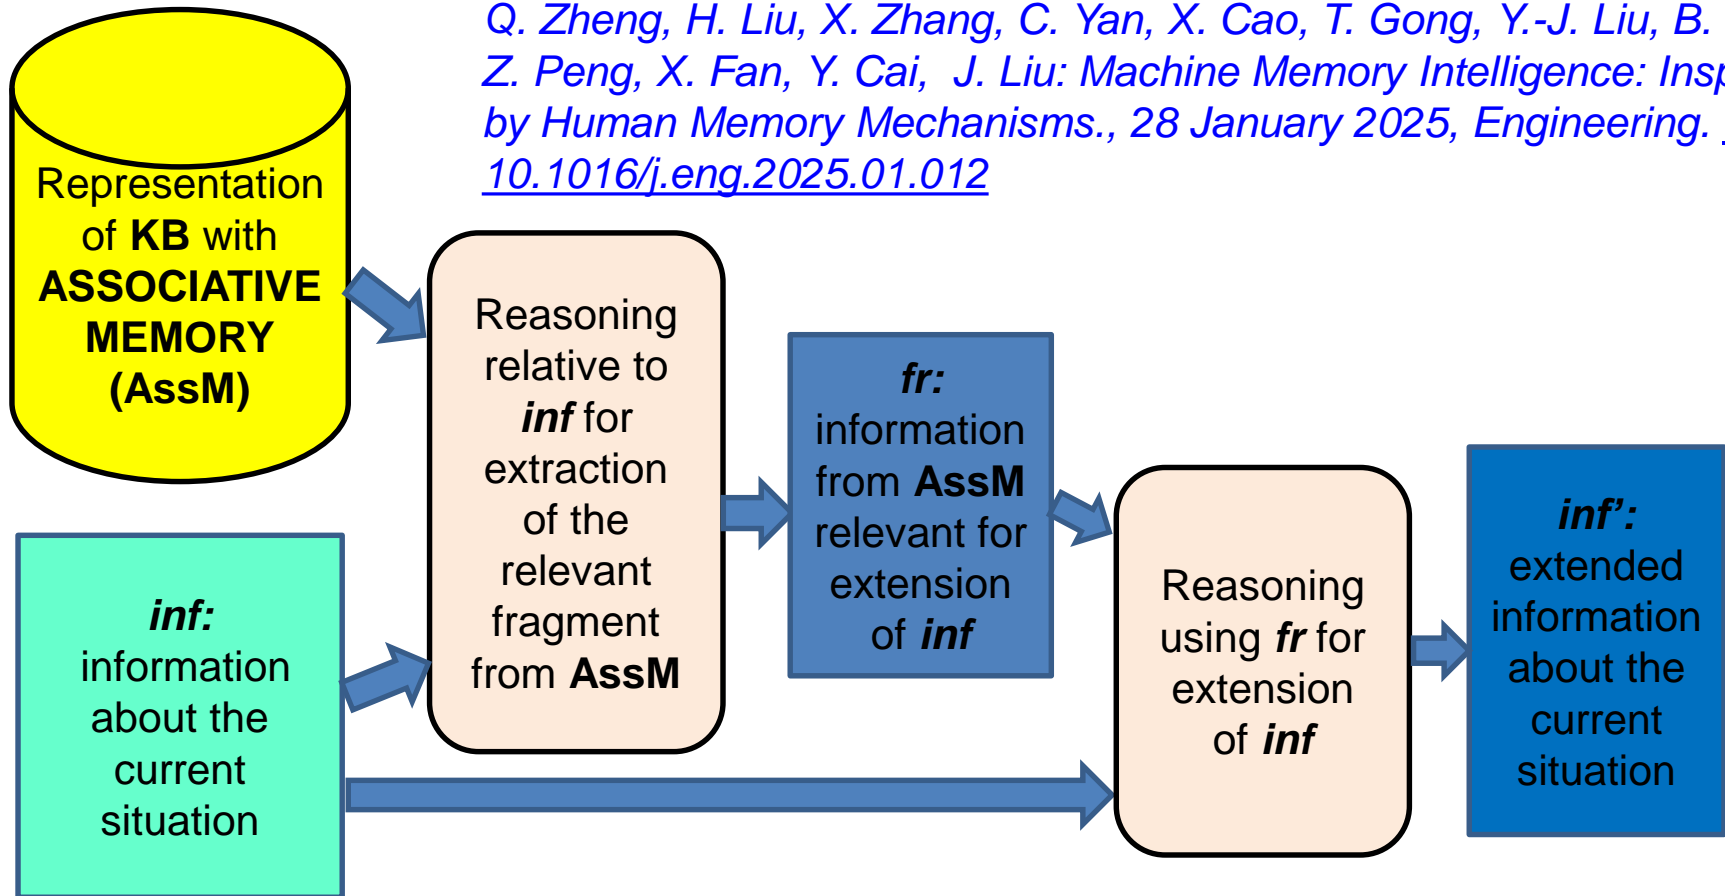 Q. Zheng, H. Liu, X. Zhang, C. Yan, X. Cao, T. Gong, Y.-J. Liu, B.
Z. Peng, X. Fan, Y. Cai, J. Liu: Machine Memory Intelligence: Insp
by Human Memory Mechanisms., 28 January 2025, Engineering.
10.1016/j.eng.2025.01.012
Representation
of KB with
ASSOCIATIVE
MEMORY
(AssM)
inf:
information
about the
current
situation
Reasoning
relative to
inf for
extraction
of the
relevant
fragment
from AssM
fr:
information
from AssM
relevant for
extension
of inf
Reasoning
using fr for
extension
of inf
inf’:
extended
information
about the
current
situation